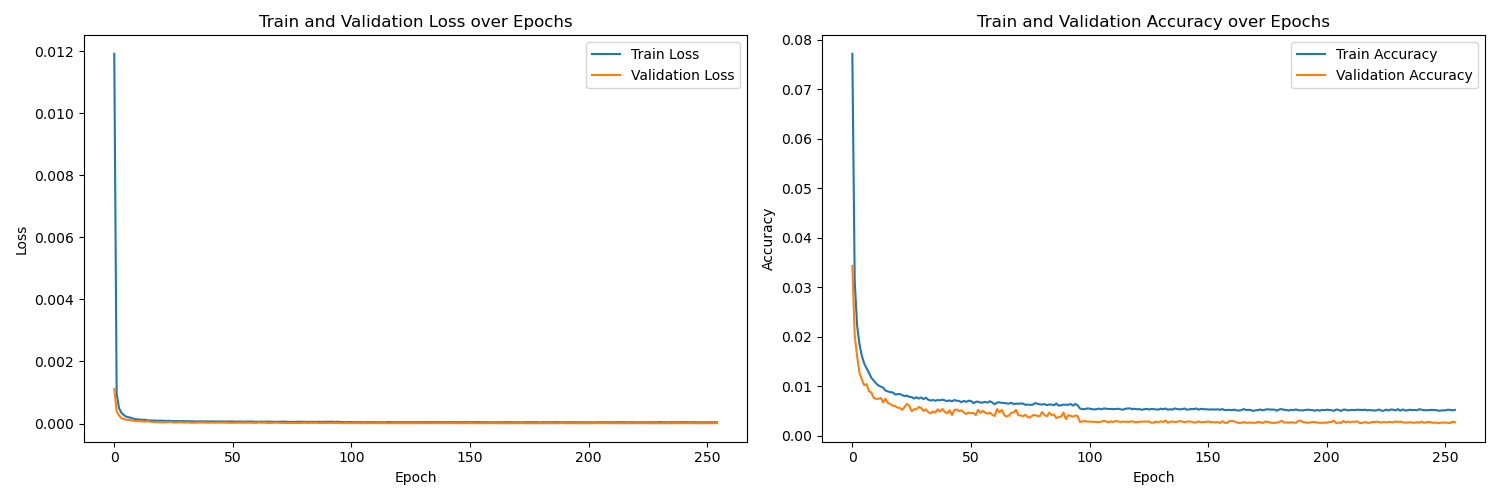 Train and Validation Loss over Epochs
Train Loss
Validation Loss
0.012
0.010
0.008
0.006
0.004
0.002
0.000
Loss
0
50
100
150
200
250
Epoch
Train and Validation Accuracy over Epochs
Train Accuracy
Validation Accuracy
0.08
0.07
0.06
0.05
0.04
0.03
0.02
0.01
0.00
Accuracy
0
50
100
150
200
250
Epoch